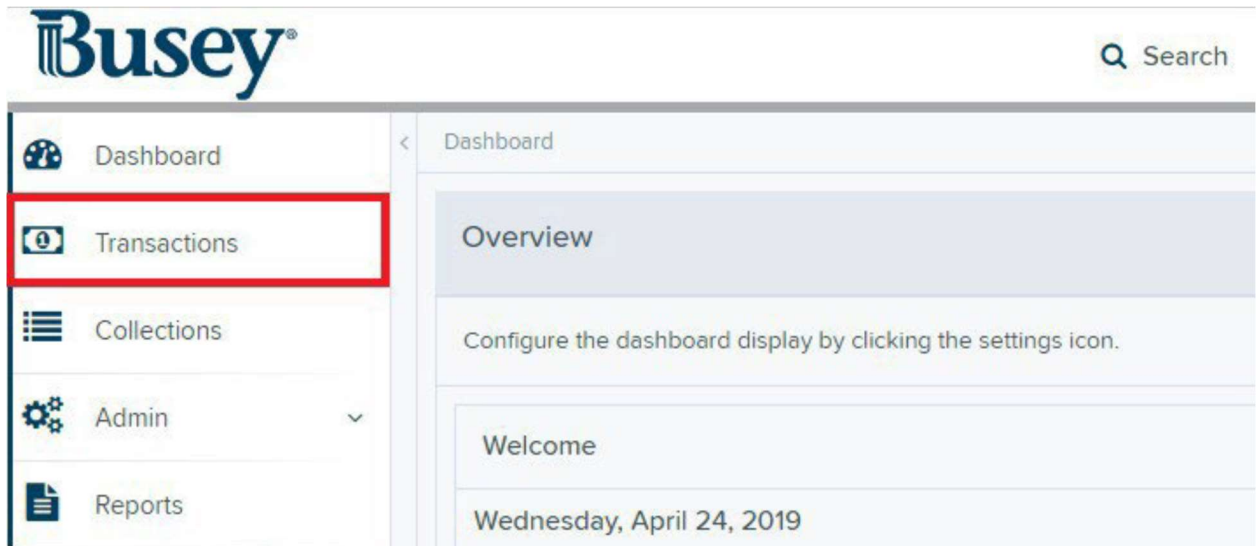 Busey®
Search
Dashboard
Transactions
Collections
Admin
Reports
Dashboard
Overview
Configure the dashboard display by clicking the settings icon.
Welcome
Wednesday, April 24, 2019